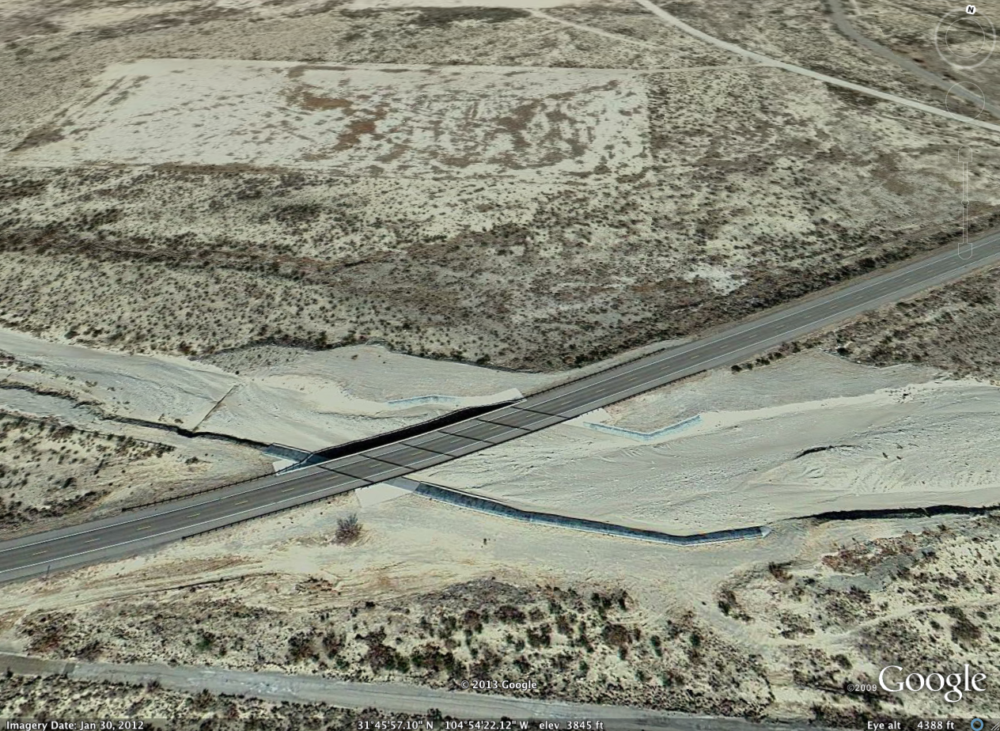 N
© 2013 Google
©2009 Google
Imagery Date: Jan 30, 2012 31°45'57.10" N 104°54'22.12" W elev 3845 ft Eye alt 4388 ft